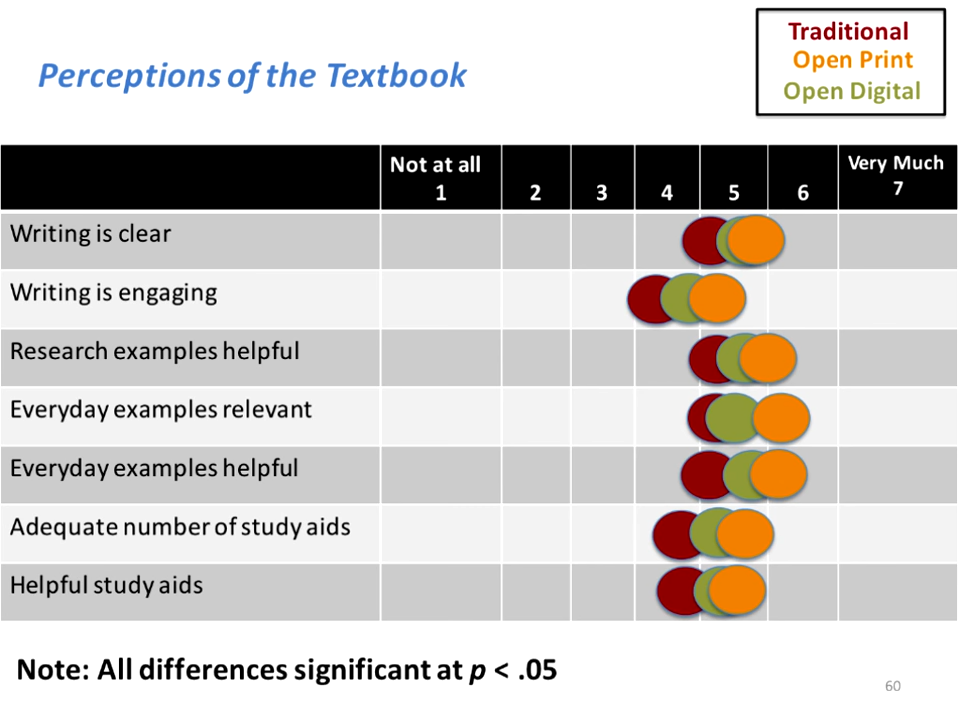 Traditional
Open Print
Open Digital
Perceptions of the Textbook
Not at all Very Much
1 2 3 4 5 6 7
Writing is clear
Writing is engaging
Research examples helpful
Everyday examples relevant
Everyday examples helpful
Adequate number of study aids
Helpful study aids
Note: All differences significant at p < .05
60